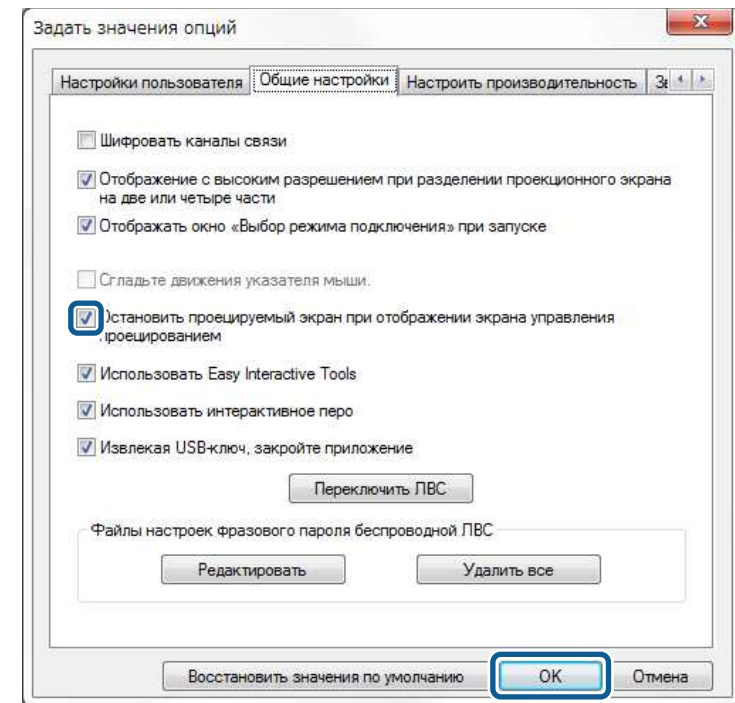 Задать значения опций
Настройки пользователя Общие настройки Настроить производительность
Шифровать каналы связи
Отображение с высоким разрешением при разделении проекционного экрана
на две или четыре части
Отображать окно «Выбор режима подключения» при запуске
Сгладьте движения указателя мыши.
Остановить проецируемый экран при отображении экрана управления
проецированием
Использовать Easy Interactive Tools
Использовать интерактивное перо
Извлекая USB-ключ, закройте приложение
Переключить ЛВС
Файлы настроек фразового пароля беспроводной ЛВС
Редактировать Удалить все
Восстановить значения по умолчанию OK Отмена